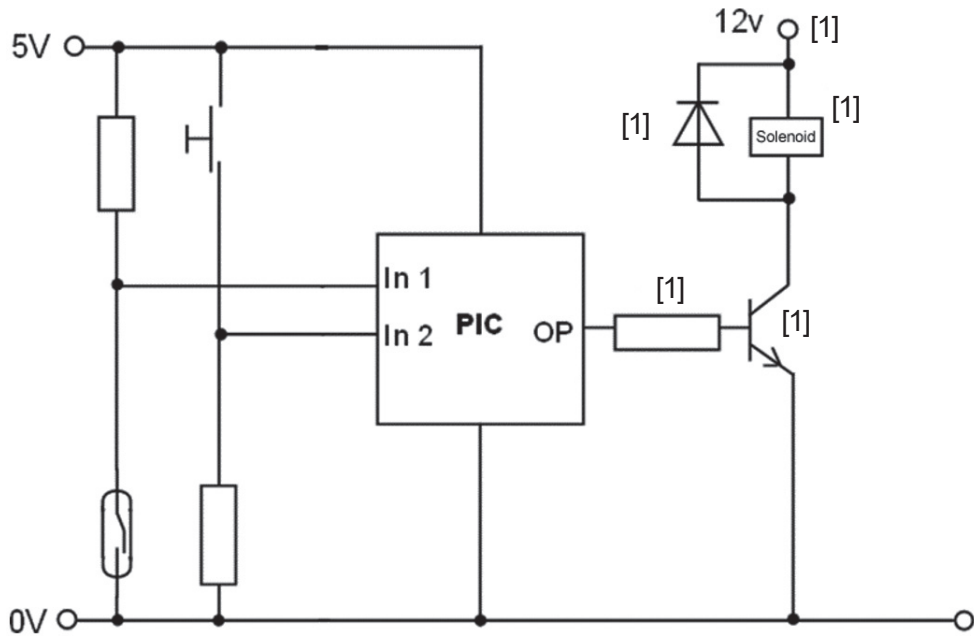 12v [1]
5V
[1] [1]
Solenoid
In 1
[1]
PIC OP [1]
In 2
0V